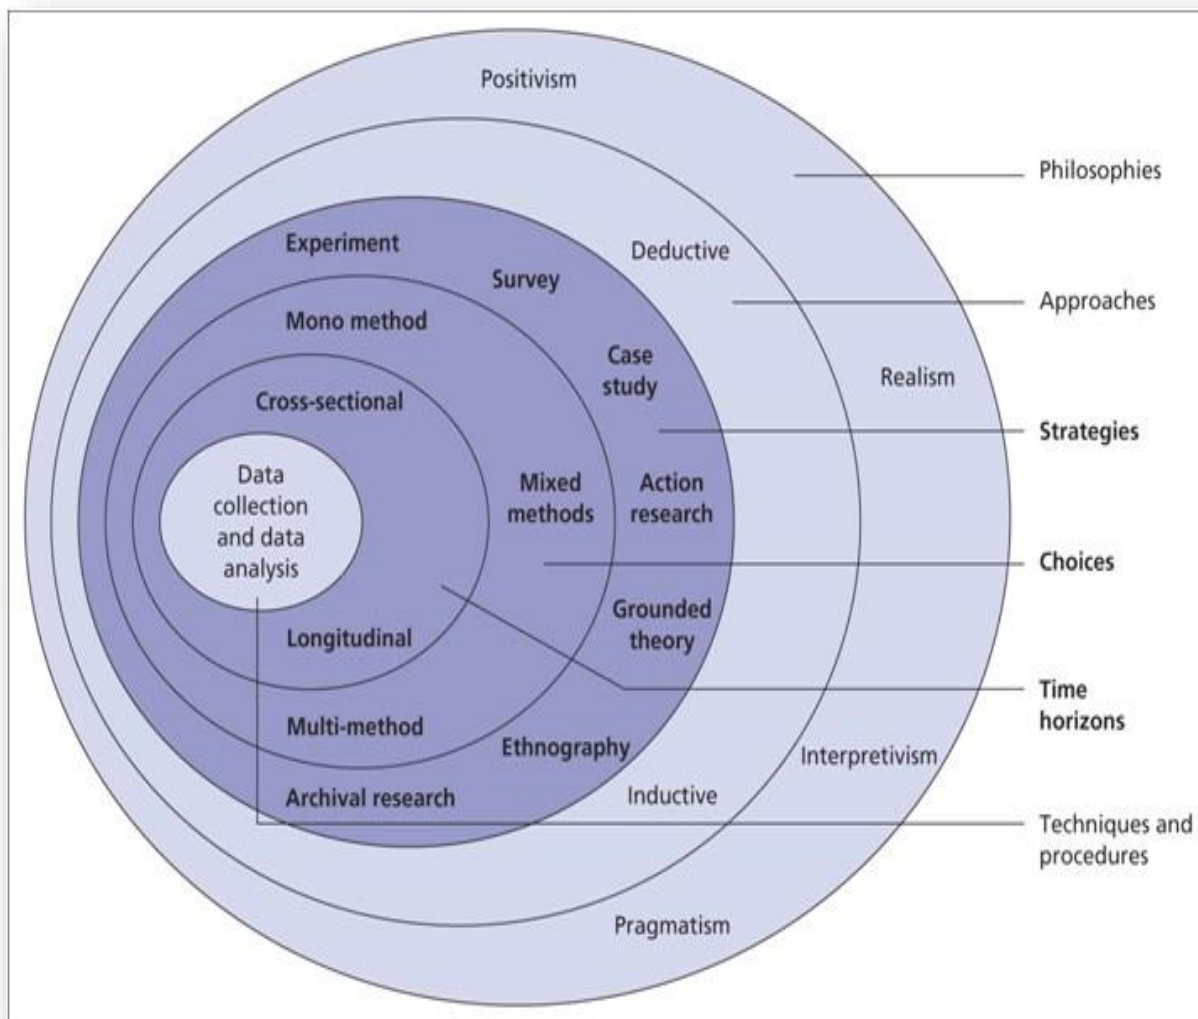 Positivism
Philosophies
Experiment
Deductive
Survey
Approaches
Mono method
Case
study
Realism
Cross-sectional
Strategies
Data
collection
and data
analysis
Mixed
methods
Action
research
Choices
Grounded
theory
Longitudinal
Time
horizons
Multi-method
Ethnography
Interpretivism
Archival research
Inductive
Techniques and
procedures
Pragmatism